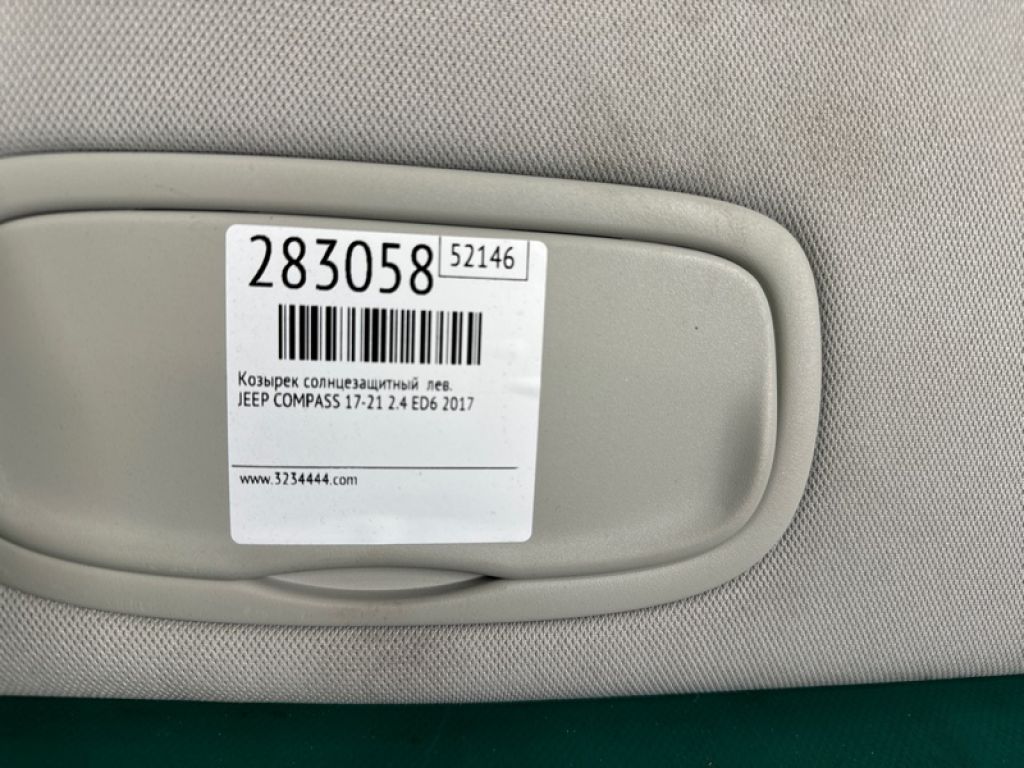 283058 52146
Козырек солнцезащитный лев.
JEEP COMPASS 17-21 2.4 ED6 2017
www.3234444.com